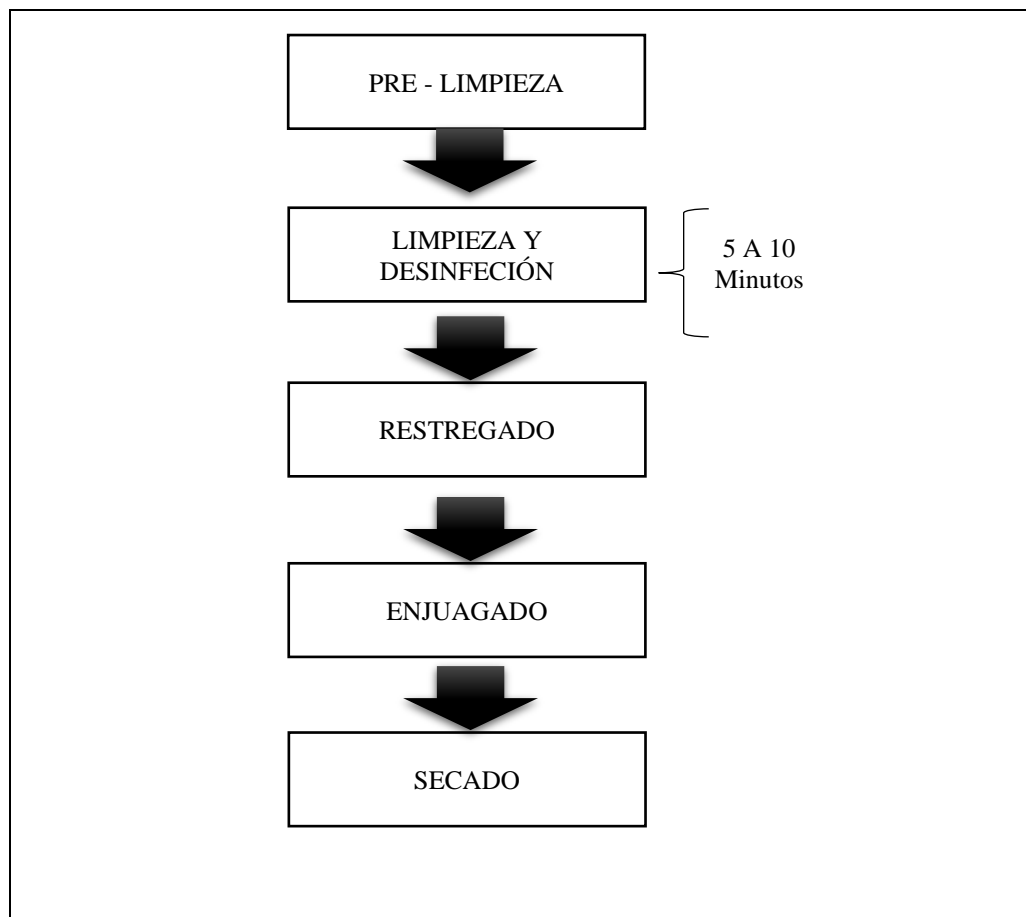 PRE - LIMPIEZA
LIMPIEZA Y
DESINFECIÓN
5 A 10
Minutos
RESTREGADO
ENJUAGADO
SECADO